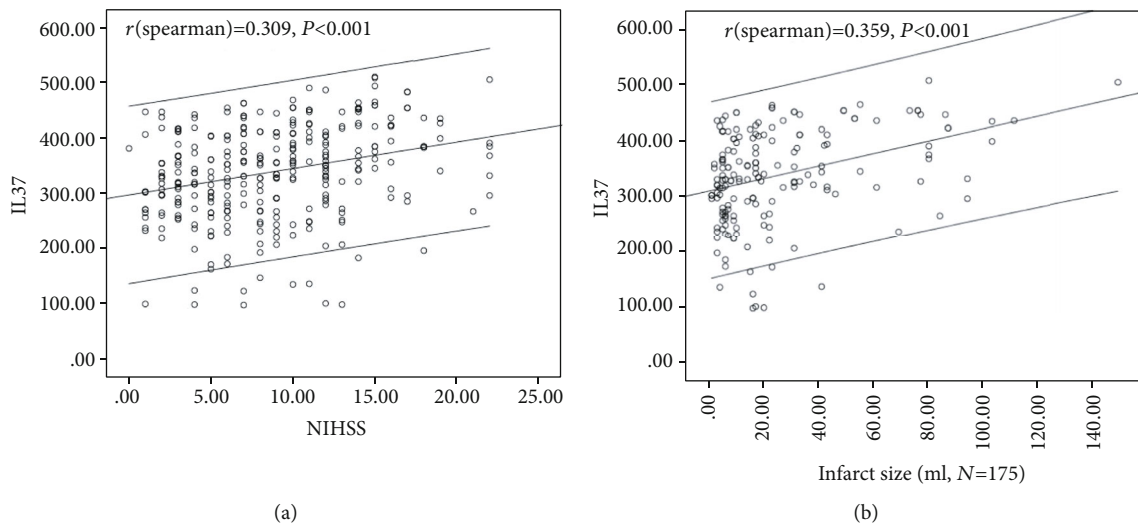 r(spearman)=0.309, P<0.001
600.00
500.00
400.00
300.00
200.00
100.00
.00
IL37
.00 5.00 10.00 15.00 20.00 25.00
NIHSS
(a)
r(spearman)=0.359, P<0.001
600.00
500.00
400.00
300.00
200.00
100.00
.00
IL37
.00 20.00 40.00 60.00 80.00 100.00 120.00 140.00
Infarct size (ml, N=175)
(b)